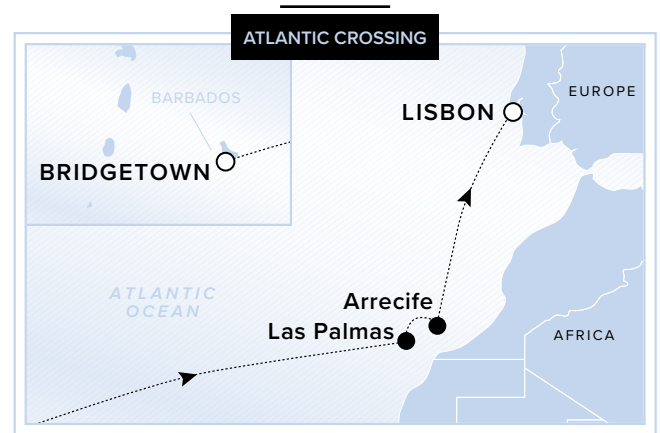 ATLANTIC CROSSING
EUROPE
BARBADOS
LISBON
BRIDGETOWN
ATLANTIC
OCEAN
Arrecife
Las Palmas
AFRICA